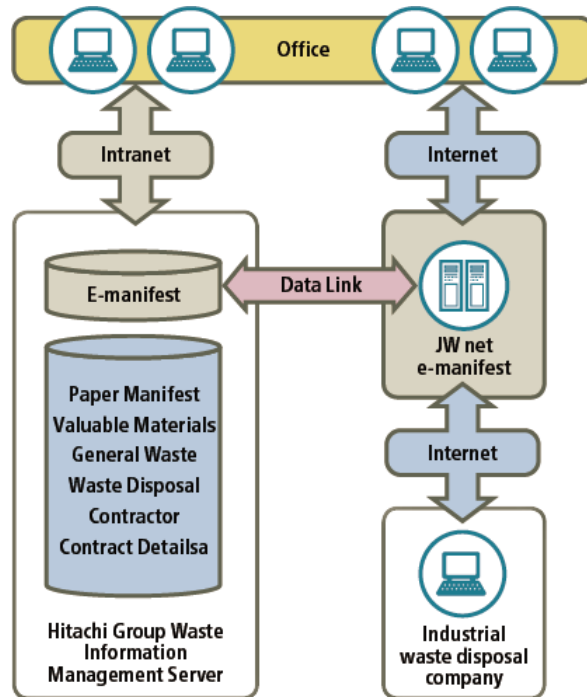 Office
Intranet
Internet
E-manifest
Data Link
JW net
e-manifest
Paper Manifest
Valuable Materials
General Waste
Waste Disposal
Contractor
Contract Detailsa
Internet
Hitachi Group Waste
Information
Management Server
Industrial
waste disposal
company